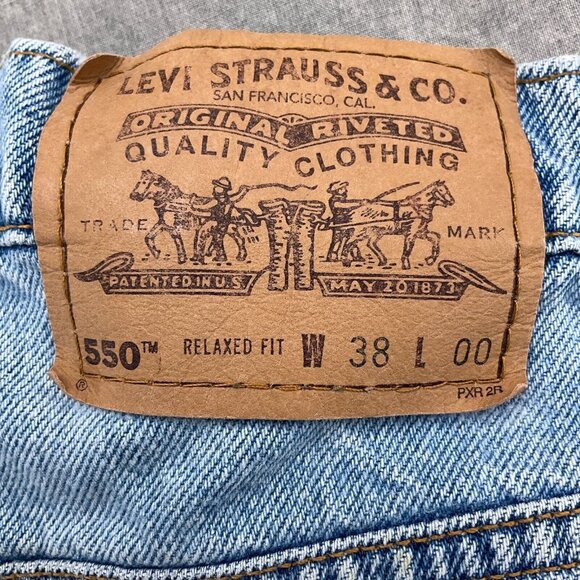 LEVI STRAUSS & CO.
SAN FRANCISCO, CAL.
ORIGINAL RIVETED
QUALITY CLOTHING
TRADE MARK
PATENTED IN U.S. MAY 20 1873
550™ RELAXED FIT W 38 L 00
® PXR 2R